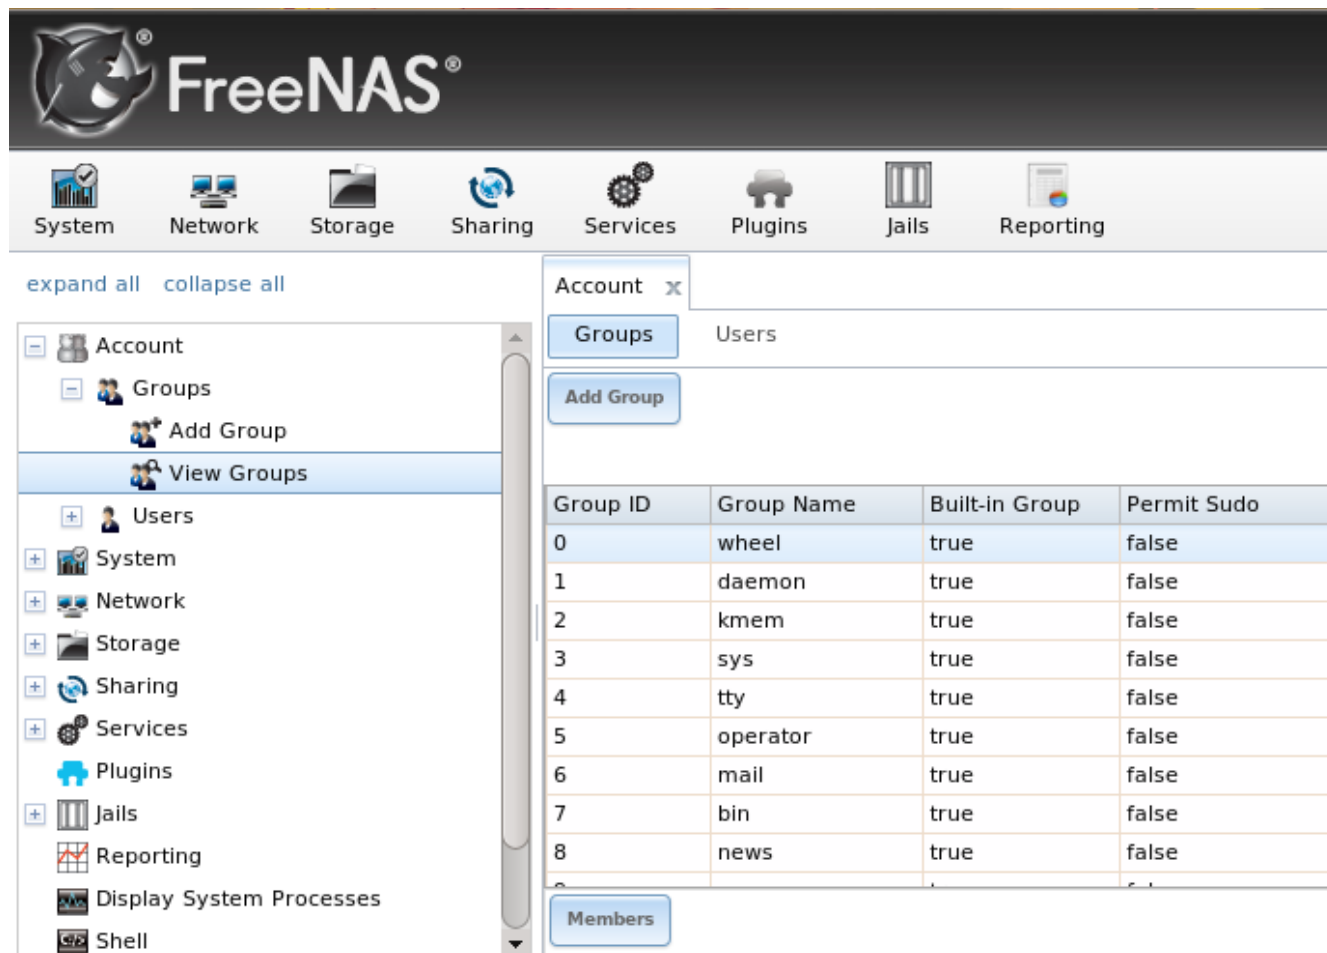 FreeNAS®
System Network Storage Sharing Services Plugins Jails Reporting
expand all collapse all
Account
Groups
Add Group
View Groups
Users
System
Network
Storage
Sharing
Services
Plugins
Jails
Reporting
Display System Processes
Shell
Account x
Groups Users
Add Group
Group ID Group Name Built-in Group Permit Sudo
0 wheel true false
1 daemon true false
2 kmem true false
3 sys true false
4 tty true false
5 operator true false
6 mail true false
7 bin true false
8 news true false
Members